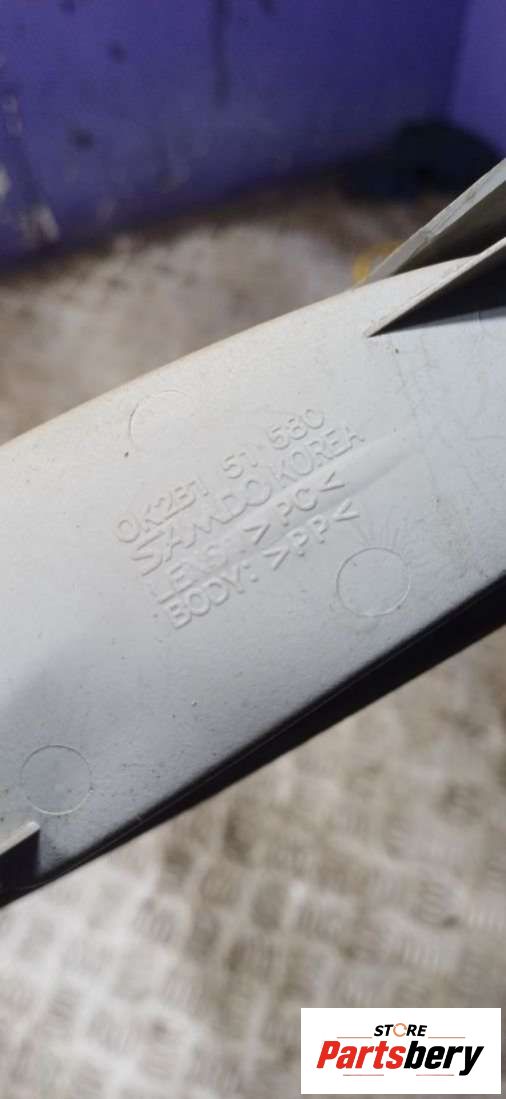 0K2B1 51 580
SAMDO KOREA
LENS: >PC<
BODY: >PP<
STORE
Partsbery